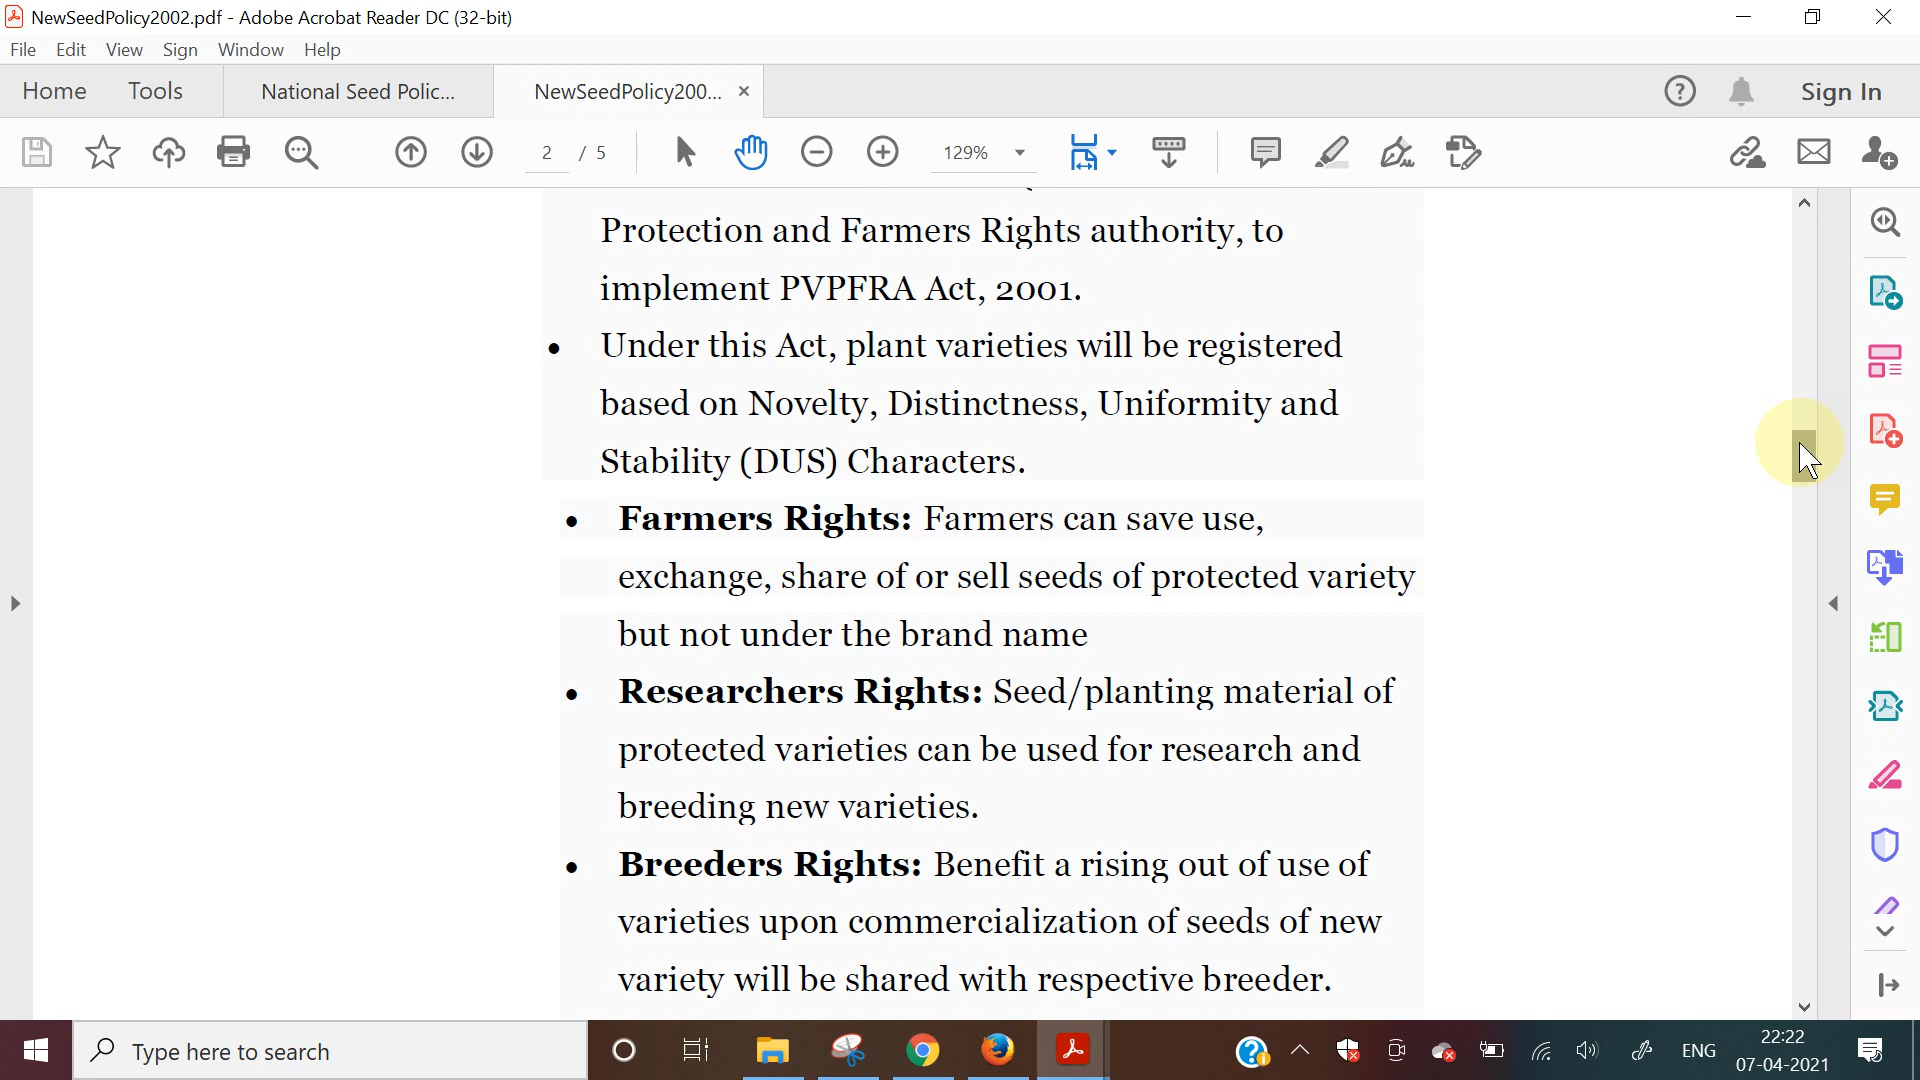 NewSeedPolicy2002.pdf - Adobe Acrobat Reader DC (32-bit)
File Edit View Sign Window Help
Home Tools National Seed Polic... NewSeedPolicy200... × Sign In
2 / 5 129%
Protection and Farmers Rights authority, to
implement PVPFRA Act, 2001.
• Under this Act, plant varieties will be registered
based on Novelty, Distinctness, Uniformity and
Stability (DUS) Characters.
• Farmers Rights: Farmers can save use,
exchange, share of or sell seeds of protected variety
but not under the brand name
• Researchers Rights: Seed/planting material of
protected varieties can be used for research and
breeding new varieties.
• Breeders Rights: Benefit a rising out of use of
varieties upon commercialization of seeds of new
variety will be shared with respective breeder.
Type here to search
ENG
22:22
07-04-2021